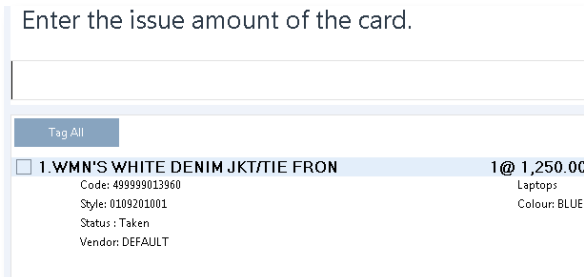 Enter the issue amount of the card.
Tag All
1.WMN'S WHITE DENIM JKT/TIE FRON 1@ 1,250.00
Code: 499999013960 Laptops
Style: 0109201001 Colour: BLUE
Status : Taken
Vendor: DEFAULT